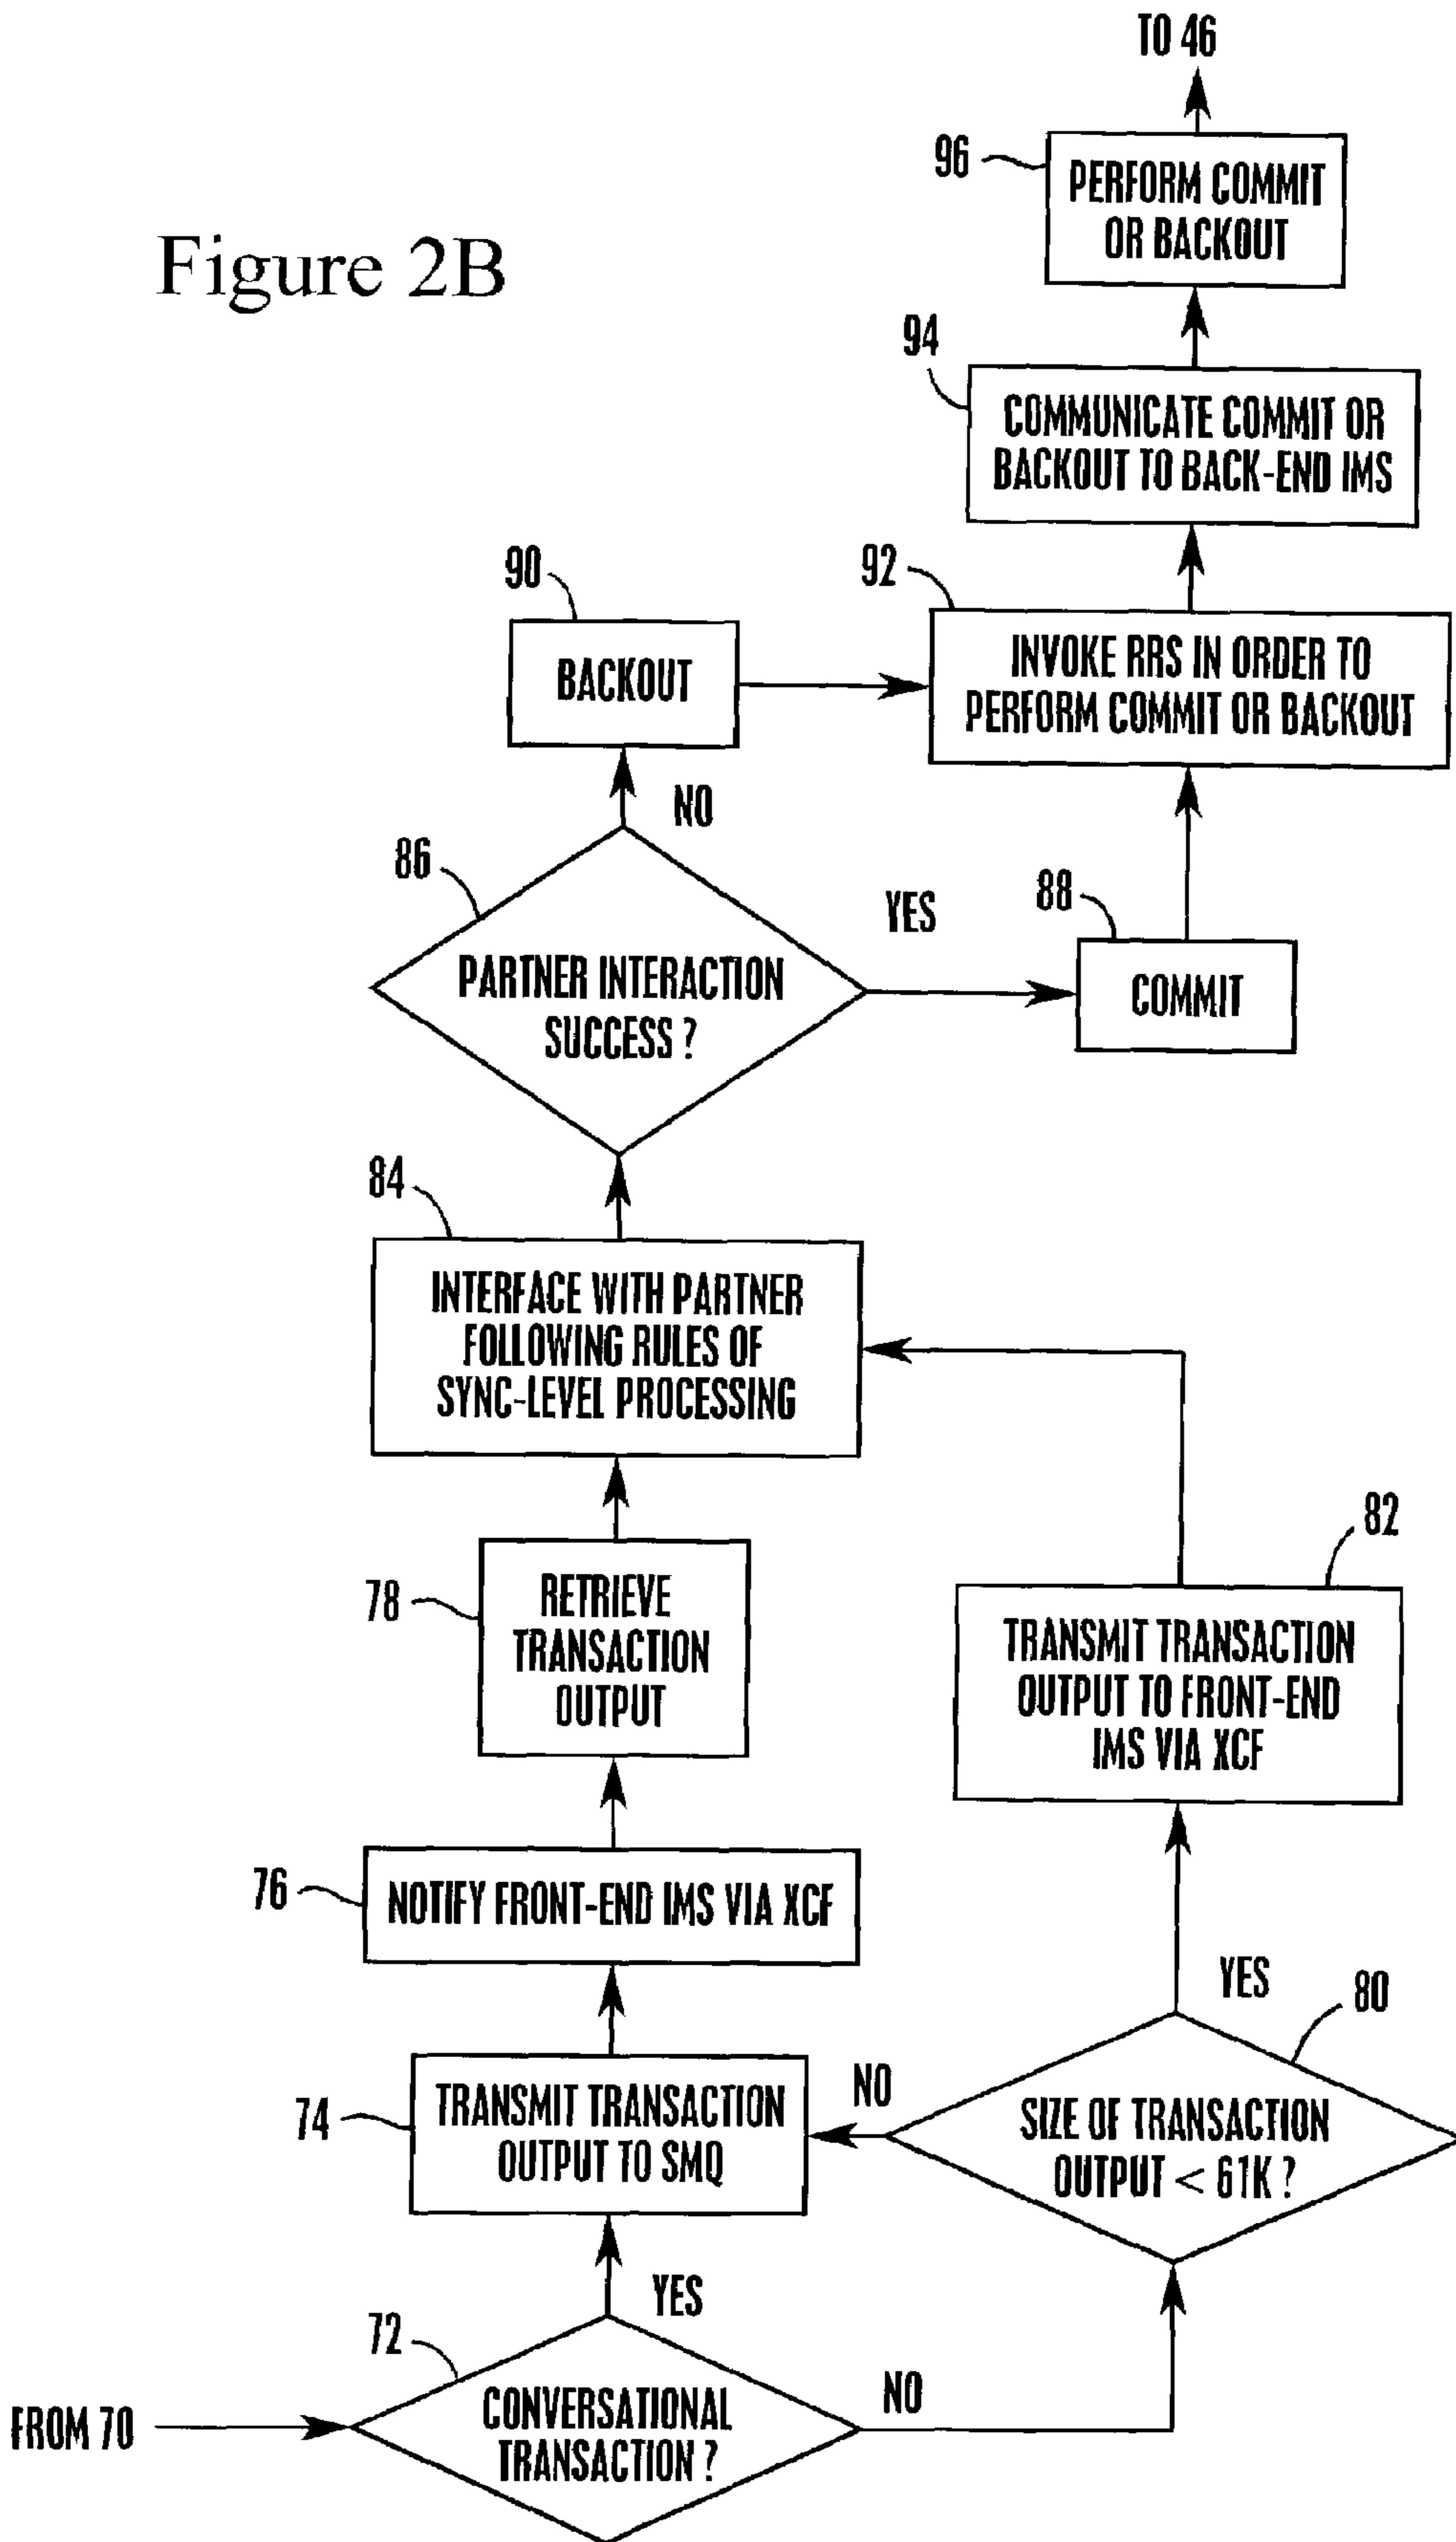 TO 46
96
PERFORM COMMIT
OR BACKOUT
Figure 2B
94
COMMUNICATE COMMIT OR
BACKOUT TO BACK-END IMS
90
92
BACKOUT
INVOKE RRS IN ORDER TO
PERFORM COMMIT OR BACKOUT
NO
86
YES
88
PARTNER INTERACTION
SUCCESS ?
COMMIT
84
INTERFACE WITH PARTNER
FOLLOWING RULES OF
SYNC-LEVEL PROCESSING
82
78
RETRIEVE
TRANSACTION
OUTPUT
TRANSMIT TRANSACTION
OUTPUT TO FRONT-END
IMS VIA XCF
76
NOTIFY FRONT-END IMS VIA XCF
YES
80
74
TRANSMIT TRANSACTION
OUTPUT TO SMQ
NO
SIZE OF TRANSACTION
OUTPUT < 61K ?
YES
72
NO
FROM 70
CONVERSATIONAL
TRANSACTION ?